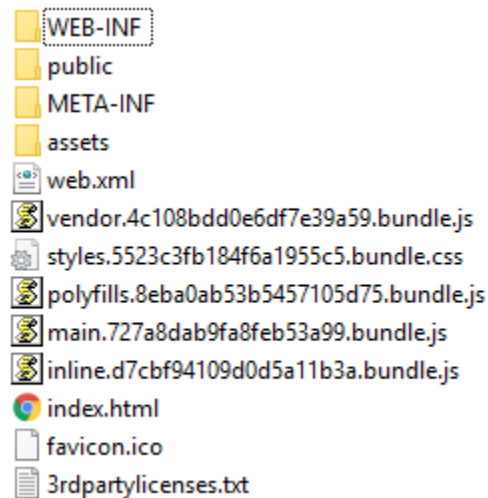 WEB-INF
public
META-INF
assets
web.xml
vendor.4c108bdd0e6df7e39a59.bundle.js
styles.5523c3fb184f6a1955c5.bundle.css
polyfills.8eba0ab53b5457105d75.bundle.js
main.727a8dab9fa8feb53a99.bundle.js
inline.d7cbf94109d0d5a11b3a.bundle.js
index.html
favicon.ico
3rdpartylicenses.txt